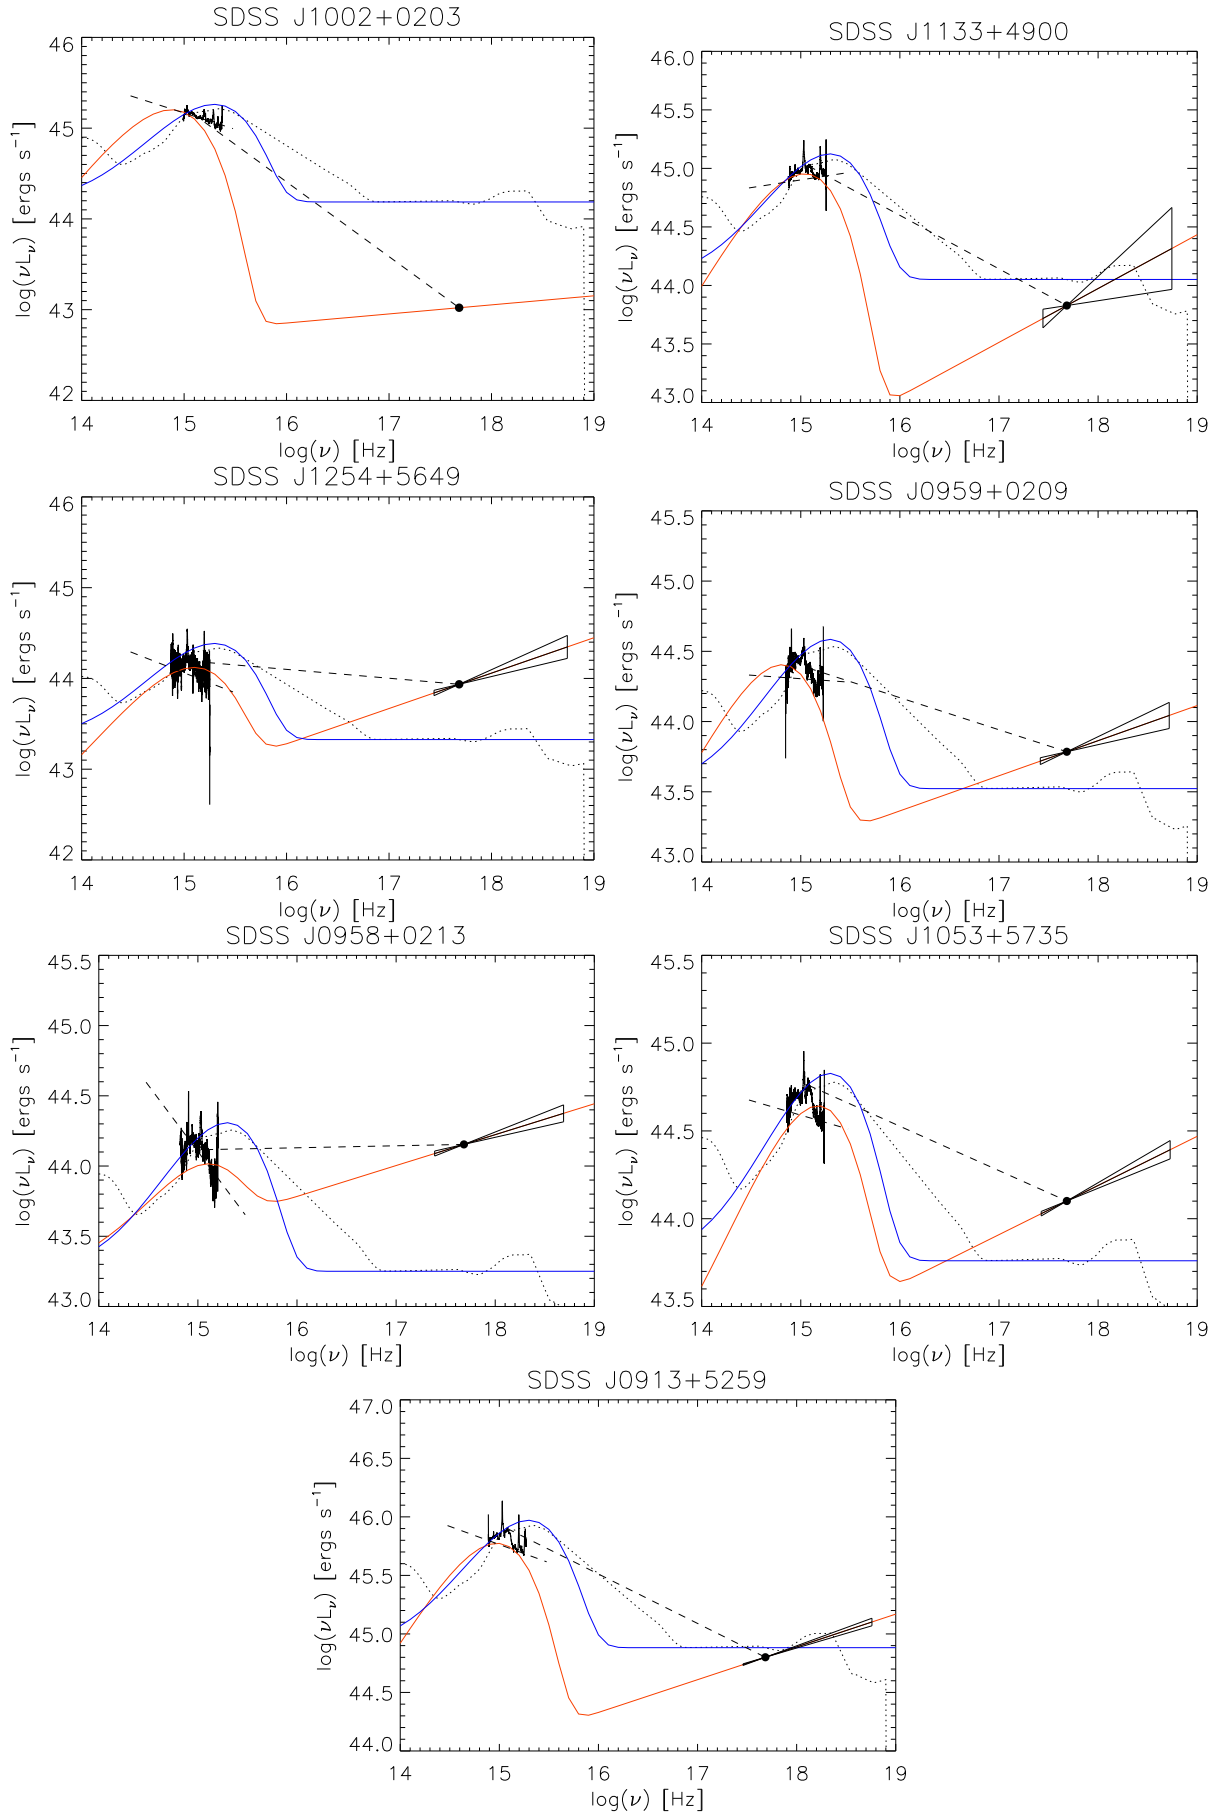 SDSS J1002+0203
46
45
44
43
42
log(νLν) [ergs s⁻¹]
14 15 16 17 18 19
log(ν) [Hz]
SDSS J1133+4900
46.0
45.5
45.0
44.5
44.0
43.5
43.0
log(νLν) [ergs s⁻¹]
14 15 16 17 18 19
log(ν) [Hz]
SDSS J1254+5649
46
45
44
43
42
log(νLν) [ergs s⁻¹]
14 15 16 17 18 19
log(ν) [Hz]
SDSS J0959+0209
45.5
45.0
44.5
44.0
43.5
43.0
log(νLν) [ergs s⁻¹]
14 15 16 17 18 19
log(ν) [Hz]
SDSS J0958+0213
45.5
45.0
44.5
44.0
43.5
43.0
log(νLν) [ergs s⁻¹]
14 15 16 17 18 19
log(ν) [Hz]
SDSS J1053+5735
45.5
45.0
44.5
44.0
43.5
log(νLν) [ergs s⁻¹]
14 15 16 17 18 19
log(ν) [Hz]
SDSS J0913+5259
47.0
46.5
46.0
45.5
45.0
44.5
44.0
log(νLν) [ergs s⁻¹]
14 15 16 17 18 19
log(ν) [Hz]